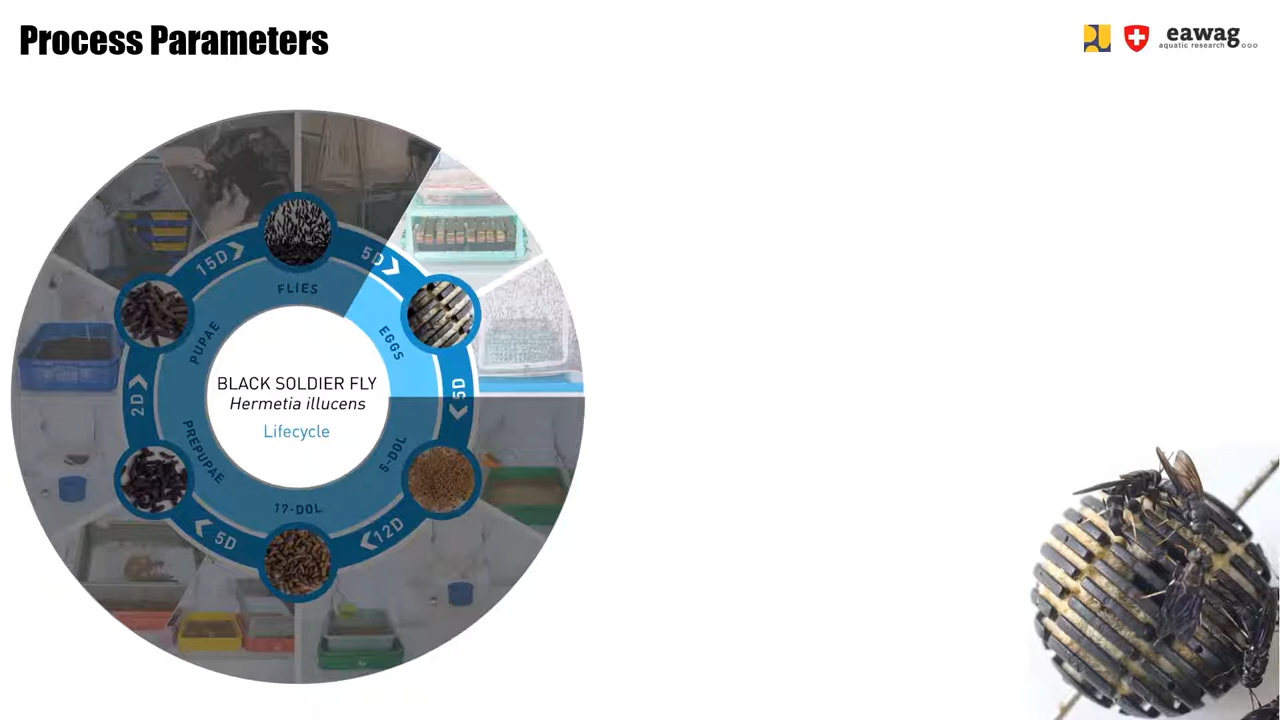 Process Parameters
eawag
aquatic research
15D
FLIES
5D
PUPAE
EGGS
BLACK SOLDIER FLY
Hermetia illucens
Lifecycle
2D
5D
PREPUPAE
5-DOL
17-DOL
5D
12D